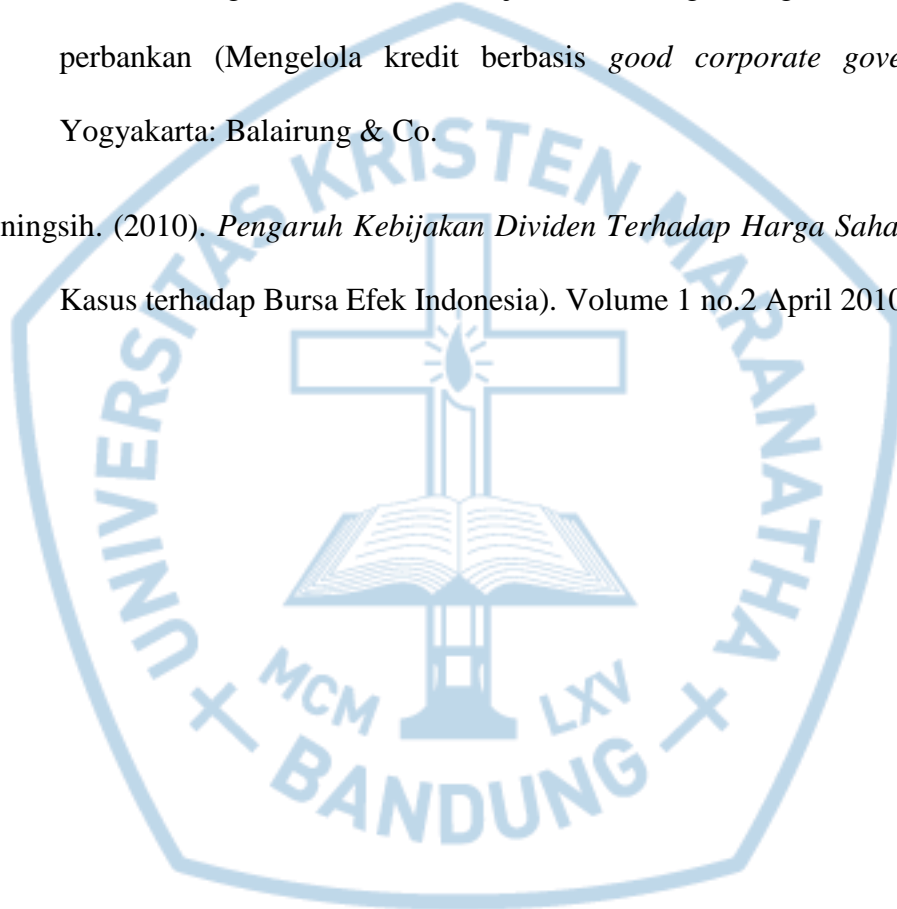 perbankan (Mengelola kredit berbasis good corporate gove
Yogyakarta: Balairung & Co.
ningsih. (2010). Pengaruh Kebijakan Dividen Terhadap Harga Saha
Kasus terhadap Bursa Efek Indonesia). Volume 1 no.2 April 2010
UNIVERSITAS KRISTEN MARANATHA
MCM LXV
BANDUNG